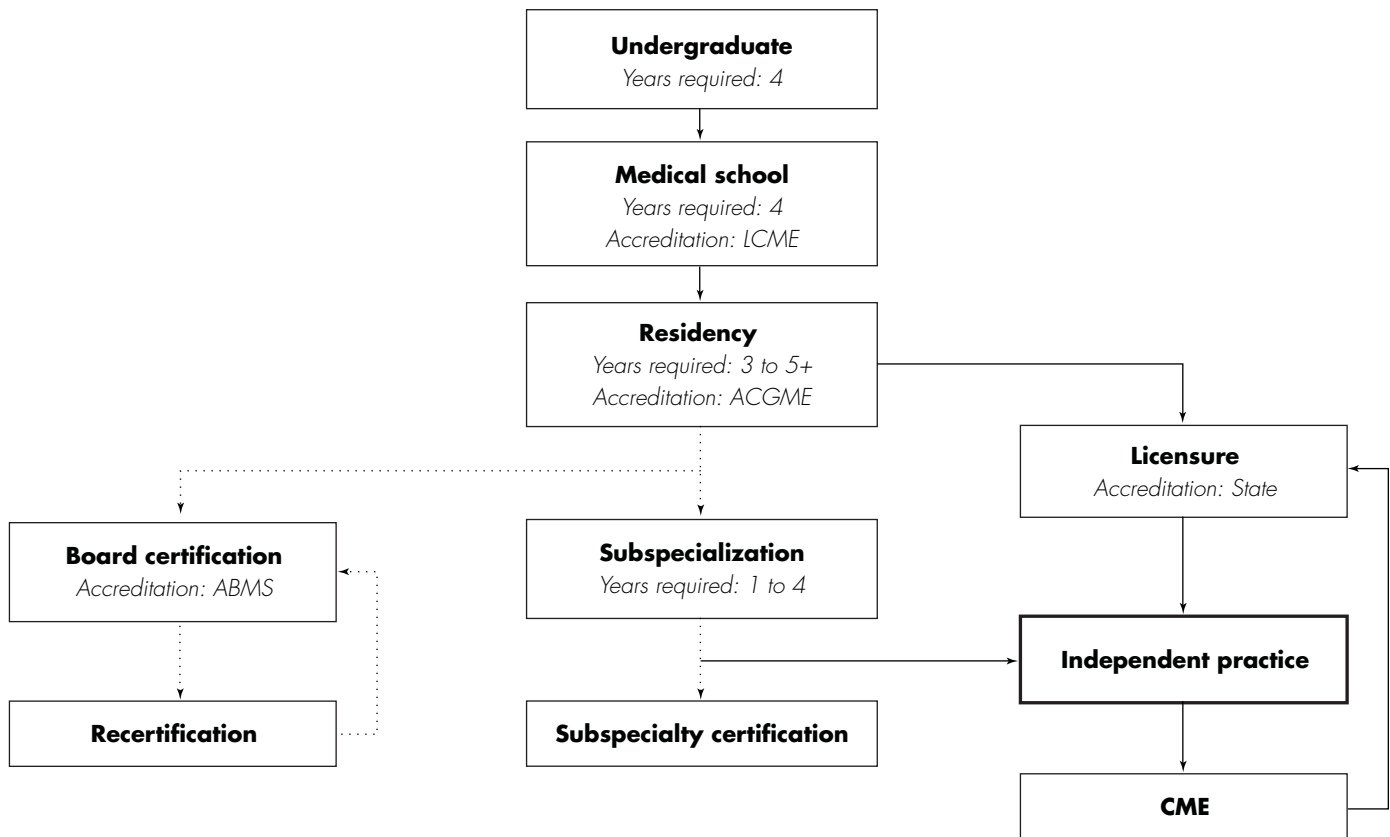 Undergraduate
Years required: 4
Medical school
Years required: 4
Accreditation: LCME
Residency
Years required: 3 to 5+
Accreditation: ACGME
Licensure
Accreditation: State
Board certification
Accreditation: ABMS
Subspecialization
Years required: 1 to 4
Independent practice
Recertification
Subspecialty certification
CME